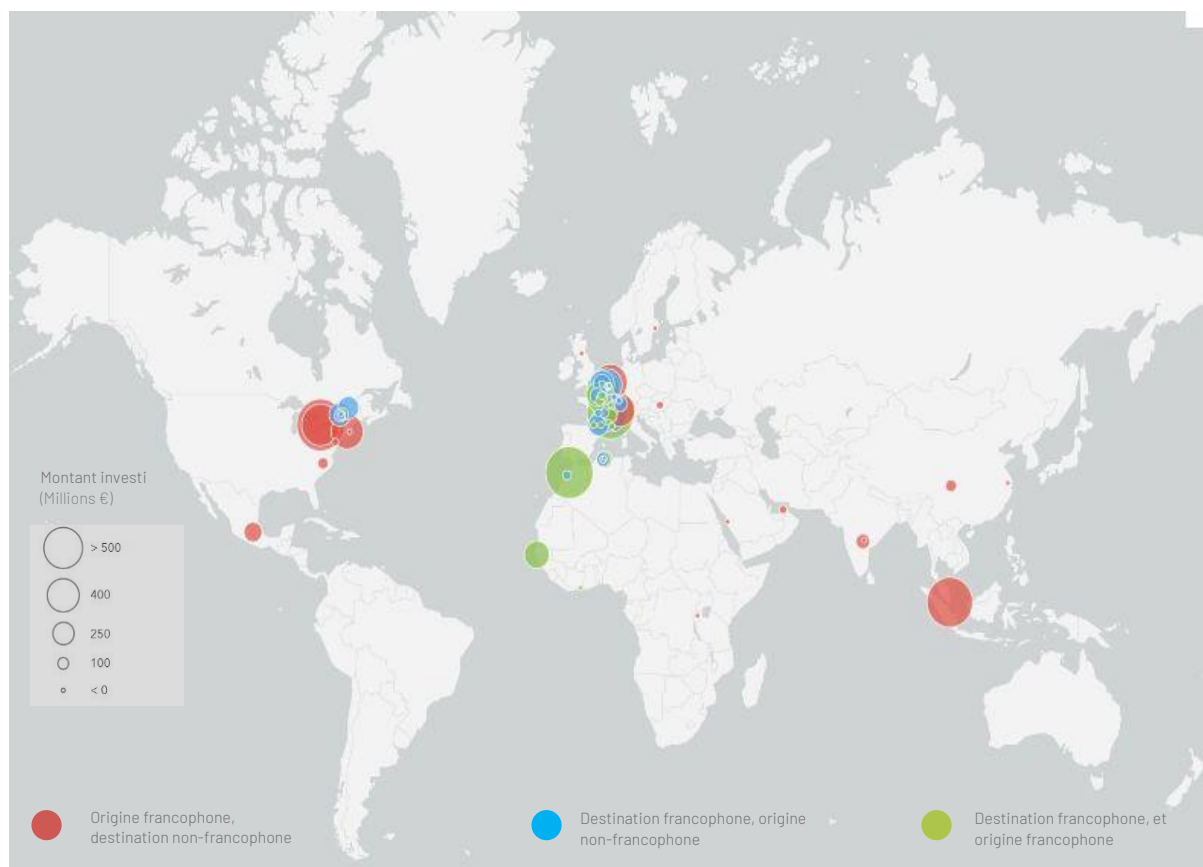 Montant investi
(Millions €)
> 500
400
250
100
< 0
Origine francophone,
destination non-francophone
Destination francophone, origine
non-francophone
Destination francophone, et
origine francophone